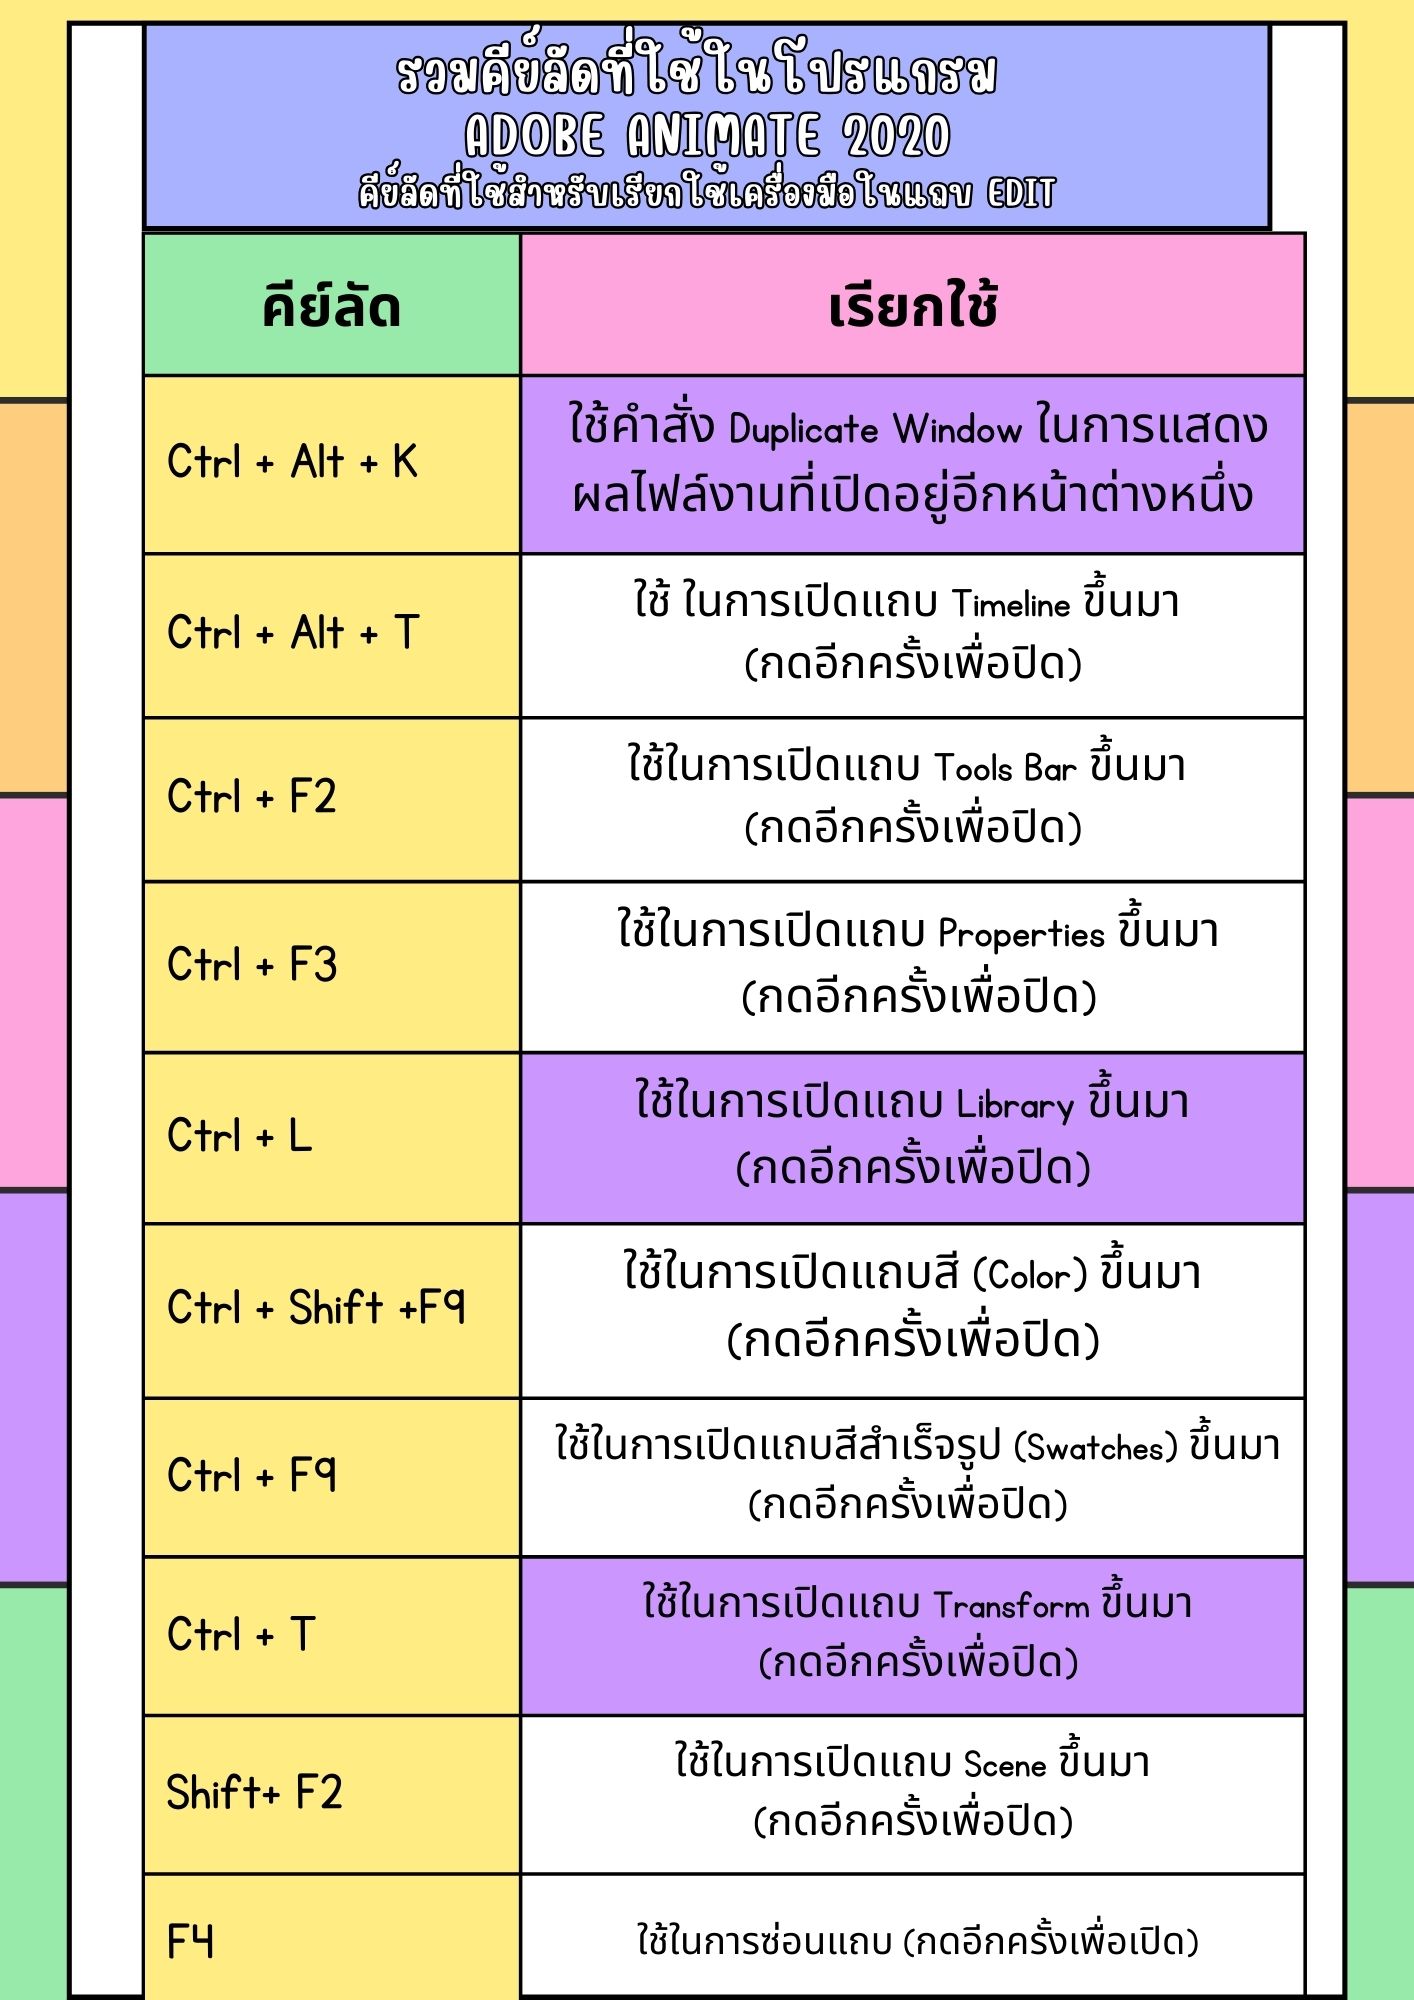 รวมคีย์ลัดที่ใช้ในโปรแกรม
ADOBE ANIMATE 2020
คีย์ลัดที่ใช้สำหรับเรียกใช้เครื่องมือในแถบ EDIT
คีย์ลัด
เรียกใช้
Ctrl + Alt + K
ใช้คำสั่ง Duplicate Window ในการแสดง
ผลไฟล์งานที่เปิดอยู่อีกหน้าต่างหนึ่ง
Ctrl + Alt + T
ใช้ ในการเปิดแถบ Timeline ขึ้นมา
(กดอีกครั้งเพื่อปิด)
Ctrl + F2
ใช้ในการเปิดแถบ Tools Bar ขึ้นมา
(กดอีกครั้งเพื่อปิด)
Ctrl + F3
ใช้ในการเปิดแถบ Properties ขึ้นมา
(กดอีกครั้งเพื่อปิด)
Ctrl + L
ใช้ในการเปิดแถบ Library ขึ้นมา
(กดอีกครั้งเพื่อปิด)
Ctrl + Shift +F9
ใช้ในการเปิดแถบสี (Color) ขึ้นมา
(กดอีกครั้งเพื่อปิด)
Ctrl + F9
ใช้ในการเปิดแถบสีสำเร็จรูป (Swatches) ขึ้นมา
(กดอีกครั้งเพื่อปิด)
Ctrl + T
ใช้ในการเปิดแถบ Transform ขึ้นมา
(กดอีกครั้งเพื่อปิด)
Shift+ F2
ใช้ในการเปิดแถบ Scene ขึ้นมา
(กดอีกครั้งเพื่อปิด)
F4
ใช้ในการซ่อนแถบ (กดอีกครั้งเพื่อเปิด)